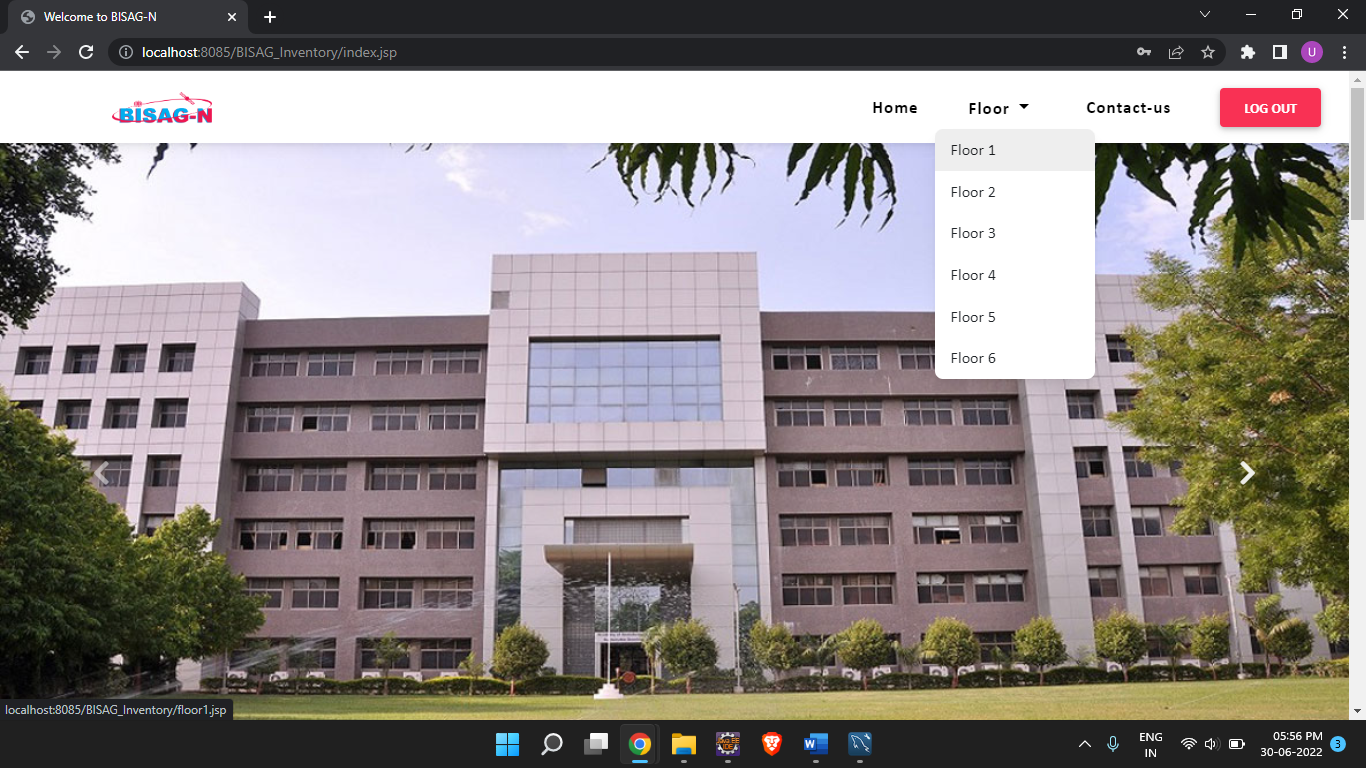 Welcome to BISAG-N
localhost:8085/BISAG_Inventory/index.jsp
U
BISAG-N
Home
Floor
Contact-us
LOG OUT
Floor 1
Floor 2
Floor 3
Floor 4
Floor 5
Floor 6
localhost:8085/BISAG_Inventory/floor1.jsp
ENG
IN
05:56 PM
30-06-2022
3